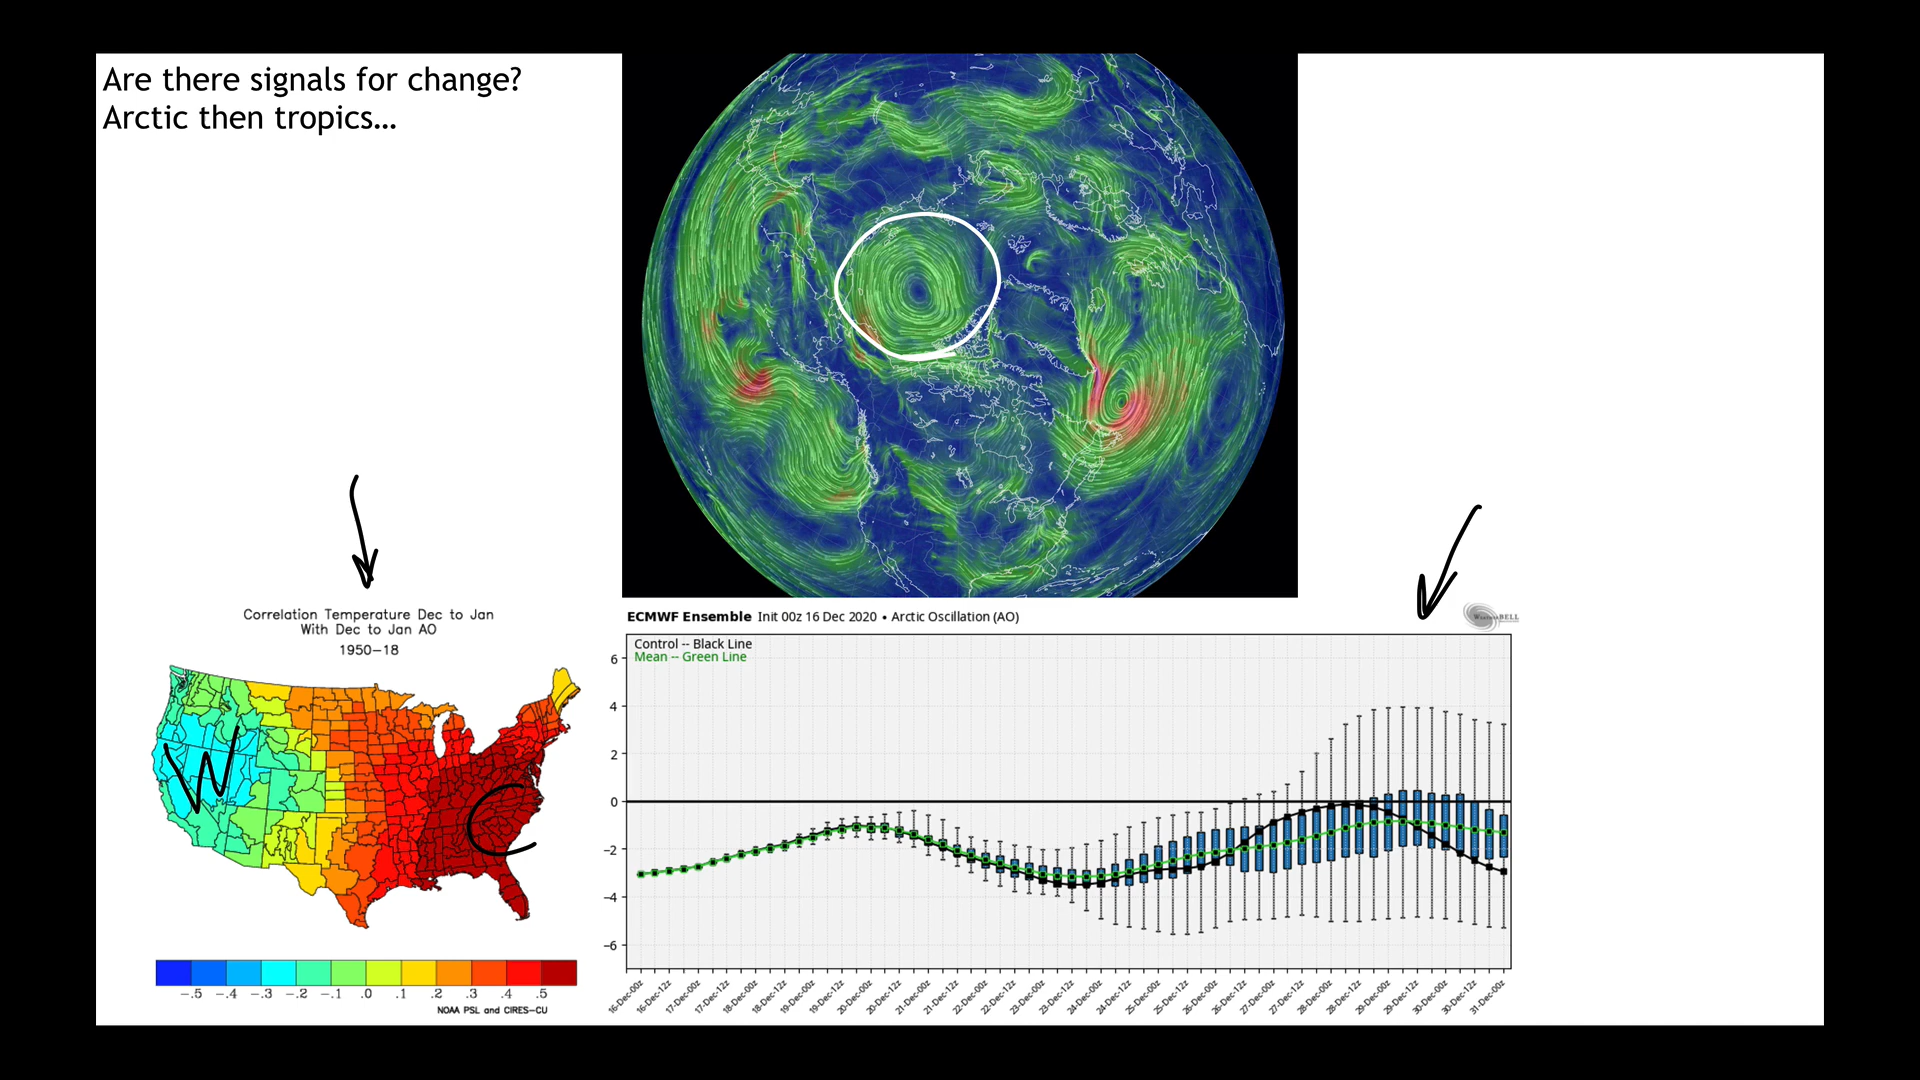 Are there signals for change?
Arctic then tropics…
Correlation Temperature Dec to Jan
With Dec to Jan AO
1950-18
W
C
-.5 -.4 -.3 -.2 -.1 .0 .1 .2 .3 .4 .5
NOAA PSL and CIRES-CU
ECMWF Ensemble Init 00z 16 Dec 2020 • Arctic Oscillation (AO)
WeatherBELL
Control -- Black Line
Mean -- Green Line
6
4
2
0
−2
−4
−6
16-Dec-00z 16-Dec-12z 17-Dec-00z 17-Dec-12z 18-Dec-00z 18-Dec-12z 19-Dec-00z 19-Dec-12z 20-Dec-00z 20-Dec-12z 21-Dec-00z 21-Dec-12z 22-Dec-00z 22-Dec-12z 23-Dec-00z 23-Dec-12z 24-Dec-00z 24-Dec-12z 25-Dec-00z 25-Dec-12z 26-Dec-00z 26-Dec-12z 27-Dec-00z 27-Dec-12z 28-Dec-00z 28-Dec-12z 29-Dec-00z 29-Dec-12z 30-Dec-00z 30-Dec-12z 31-Dec-00z